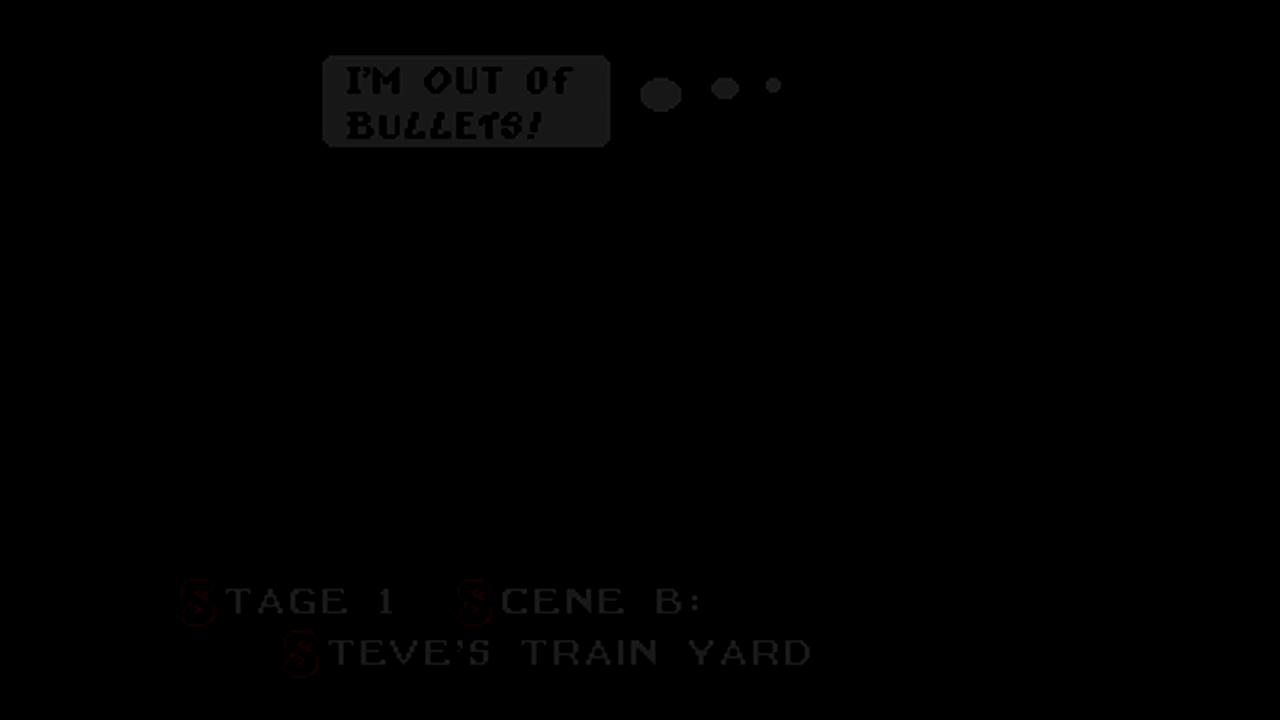 I'M OUT OF
BULLETS!
STAGE 1 SCENE B:
STEVE'S TRAIN YARD